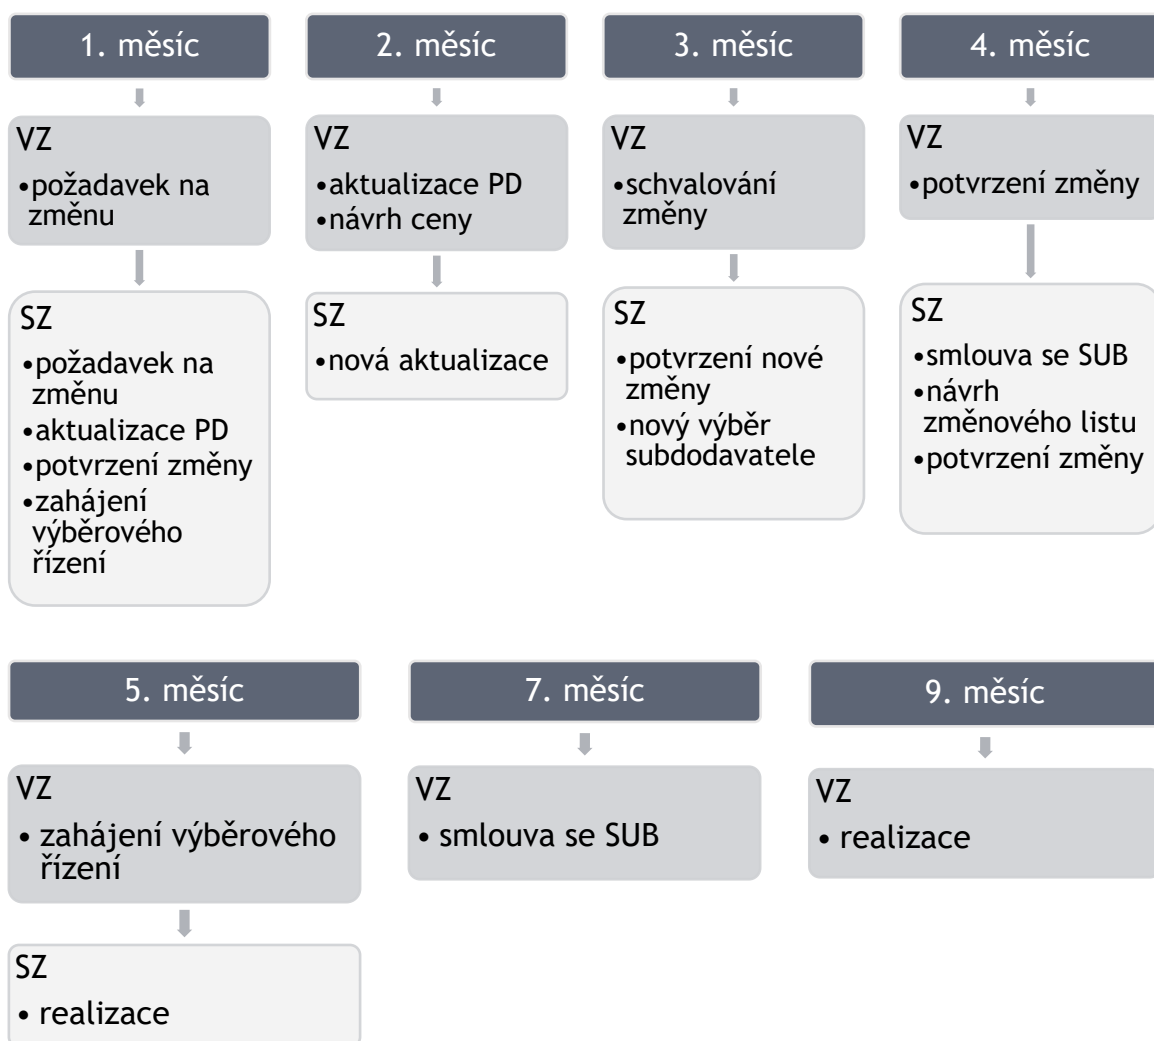 1. měsíc
VZ
•požadavek na
změnu
SZ
•požadavek na
změnu
•aktualizace PD
•potvrzení změny
•zahájení
výběrového
řízení
2. měsíc
VZ
•aktualizace PD
•návrh ceny
SZ
•nová aktualizace
3. měsíc
VZ
•schvalování
změny
SZ
•potvrzení nové
změny
•nový výběr
subdodavatele
4. měsíc
VZ
•potvrzení změny
SZ
•smlouva se SUB
•návrh
změnového listu
•potvrzení změny
5. měsíc
VZ
• zahájení výběrového
řízení
SZ
• realizace
7. měsíc
VZ
• smlouva se SUB
9. měsíc
VZ
• realizace